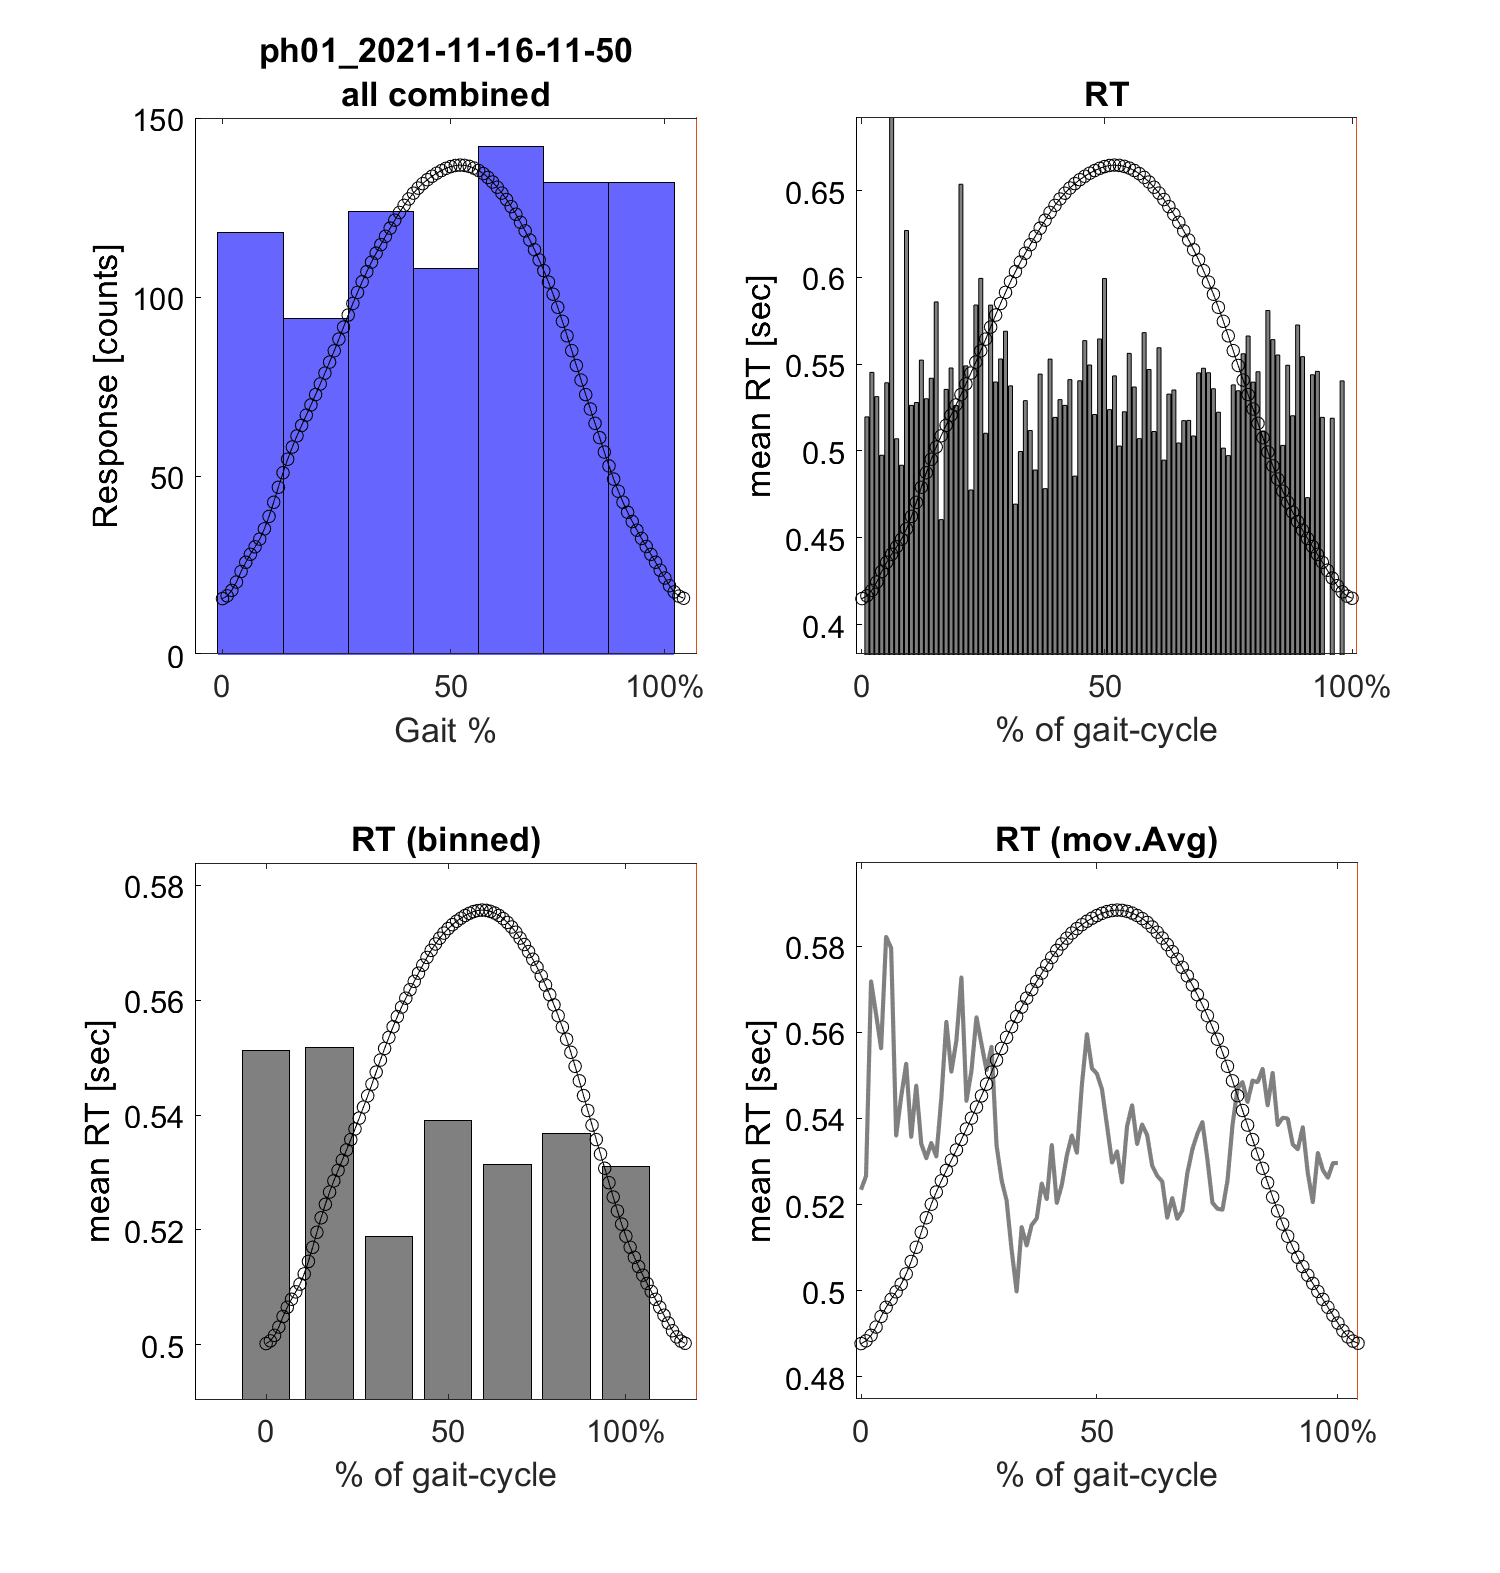 ph01_2021-11-16-11-50
all combined
150
100
50
0
Response [counts]
0 50 100%
Gait %
RT
0.65
0.6
0.55
0.5
0.45
0.4
mean RT [sec]
0 50 100%
% of gait-cycle
RT (binned)
0.58
0.56
0.54
0.52
0.5
mean RT [sec]
0 50 100%
% of gait-cycle
RT (mov.Avg)
0.58
0.56
0.54
0.52
0.5
0.48
mean RT [sec]
0 50 100%
% of gait-cycle